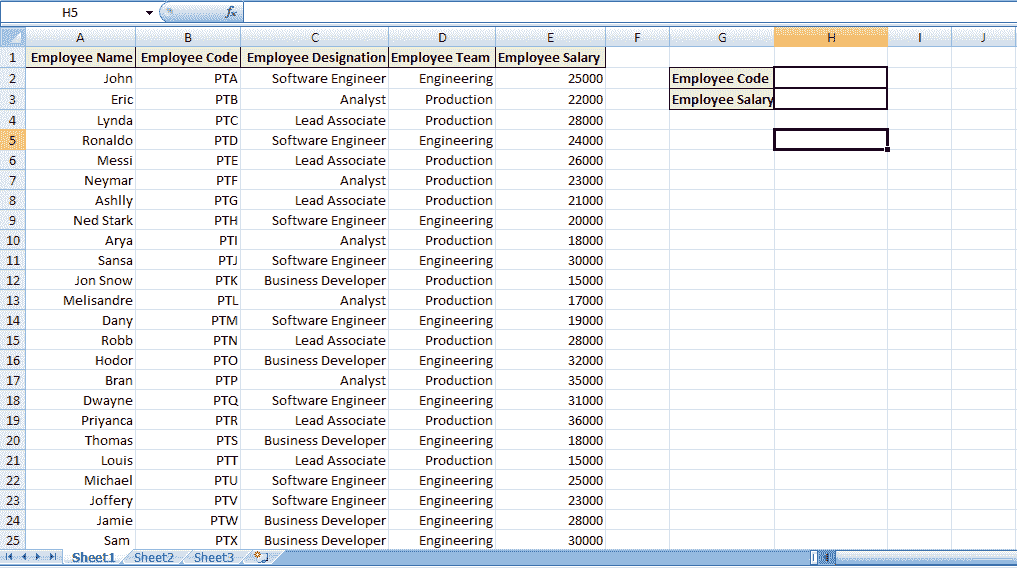 H5 fx
A B C D E F G H I J
1 Employee Name Employee Code Employee Designation Employee Team Employee Salary
2 John PTA Software Engineer Engineering 25000 Employee Code
3 Eric PTB Analyst Production 22000 Employee Salary
4 Lynda PTC Lead Associate Production 28000
5 Ronaldo PTD Software Engineer Engineering 24000
6 Messi PTE Lead Associate Production 26000
7 Neymar PTF Analyst Production 23000
8 Ashlly PTG Lead Associate Production 21000
9 Ned Stark PTH Software Engineer Engineering 20000
10 Arya PTI Analyst Production 18000
11 Sansa PTJ Software Engineer Engineering 30000
12 Jon Snow PTK Business Developer Production 15000
13 Melisandre PTL Analyst Production 17000
14 Dany PTM Software Engineer Engineering 19000
15 Robb PTN Lead Associate Production 28000
16 Hodor PTO Business Developer Engineering 32000
17 Bran PTP Analyst Production 35000
18 Dwayne PTQ Software Engineer Engineering 31000
19 Priyanca PTR Lead Associate Production 36000
20 Thomas PTS Business Developer Engineering 18000
21 Louis PTT Lead Associate Production 15000
22 Michael PTU Software Engineer Engineering 25000
23 Joffery PTV Software Engineer Engineering 23000
24 Jamie PTW Business Developer Engineering 28000
25 Sam PTX Business Developer Engineering 30000
Sheet1 Sheet2 Sheet3